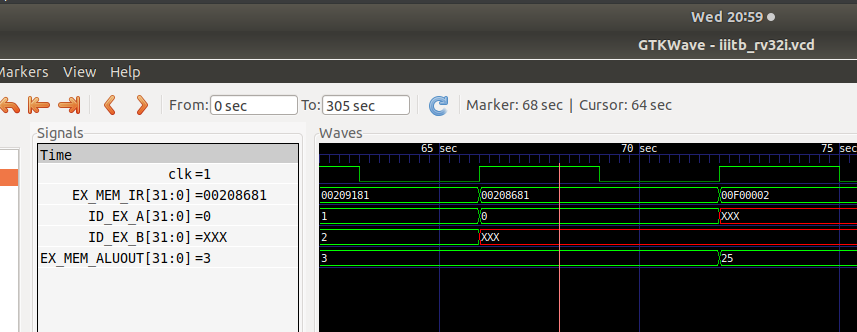 Wed 20:59
GTKWave - iiitb_rv32i.vcd
Markers View Help
From: 0 sec To: 305 sec Marker: 68 sec | Cursor: 64 sec
Signals Waves
Time 65 sec 70 sec 75 sec
clk =1
EX_MEM_IR[31:0] =00208681 00209181 00208681 00F00002
ID_EX_A[31:0] =0 1 0 XXX
ID_EX_B[31:0] =XXX 2 XXX
EX_MEM_ALUOUT[31:0] =3 3 25